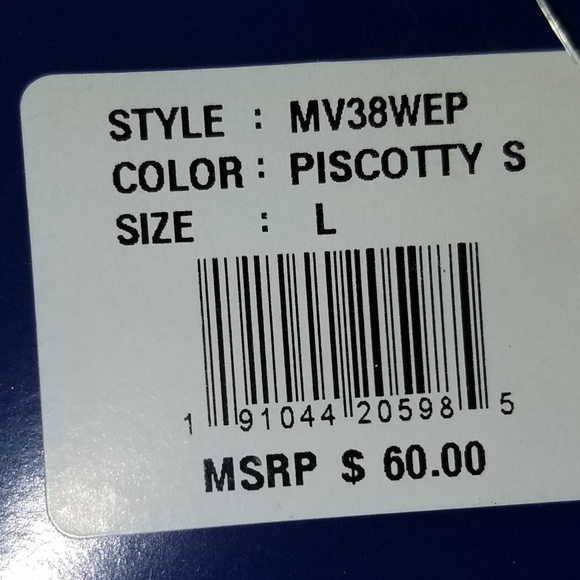 STYLE : MV38WEP
COLOR : PISCOTTY S
SIZE : L
1 91044 20598 5
MSRP $ 60.00